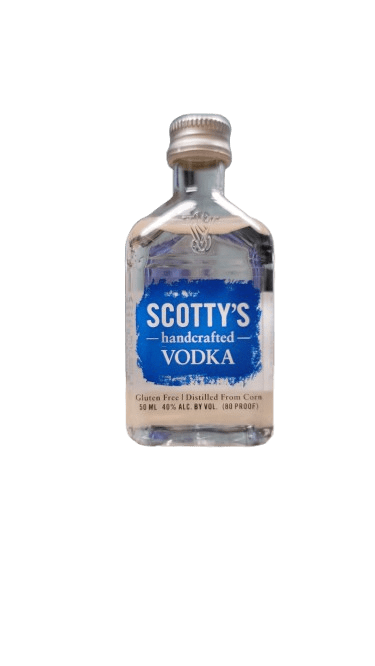 SCOTTY'S
handcrafted
VODKA
Gluten Free | Distilled From Corn
50 ML 40% ALC. BY VOL. (80 PROOF)